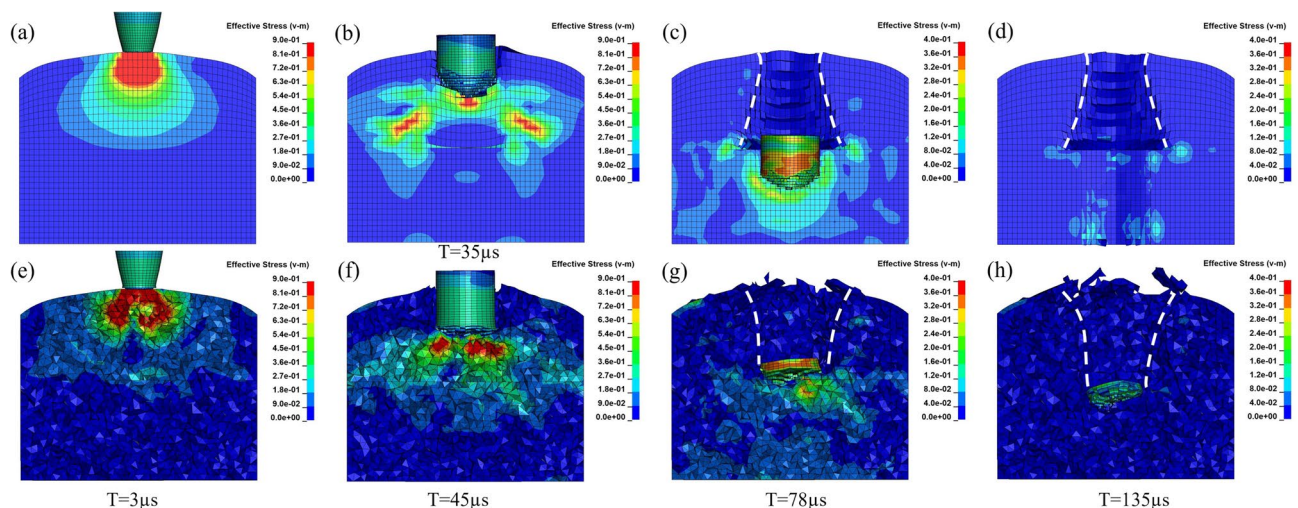 (a)
Effective Stress (v-m)
9.0e-01
8.1e-01
7.2e-01
6.3e-01
5.4e-01
4.5e-01
3.6e-01
2.7e-01
1.8e-01
9.0e-02
0.0e+00
(b)
Effective Stress (v-m)
9.0e-01
8.1e-01
7.2e-01
6.3e-01
5.4e-01
4.5e-01
3.6e-01
2.7e-01
1.8e-01
9.0e-02
0.0e+00
(c)
Effective Stress (v-m)
4.0e-01
3.6e-01
3.2e-01
2.8e-01
2.4e-01
2.0e-01
1.6e-01
1.2e-01
8.0e-02
4.0e-02
0.0e+00
(d)
Effective Stress (v-m)
4.0e-01
3.6e-01
3.2e-01
2.8e-01
2.4e-01
2.0e-01
1.6e-01
1.2e-01
8.0e-02
4.0e-02
0.0e+00
T=35μs
(e)
Effective Stress (v-m)
9.0e-01
8.1e-01
7.2e-01
6.3e-01
5.4e-01
4.5e-01
3.6e-01
2.7e-01
1.8e-01
9.0e-02
0.0e+00
(f)
Effective Stress (v-m)
9.0e-01
8.1e-01
7.2e-01
6.3e-01
5.4e-01
4.5e-01
3.6e-01
2.7e-01
1.8e-01
9.0e-02
0.0e+00
(g)
Effective Stress (v-m)
4.0e-01
3.6e-01
3.2e-01
2.8e-01
2.4e-01
2.0e-01
1.6e-01
1.2e-01
8.0e-02
4.0e-02
0.0e+00
(h)
Effective Stress (v-m)
4.0e-01
3.6e-01
3.2e-01
2.8e-01
2.4e-01
2.0e-01
1.6e-01
1.2e-01
8.0e-02
4.0e-02
0.0e+00
T=3μs
T=45μs
T=78μs
T=135μs